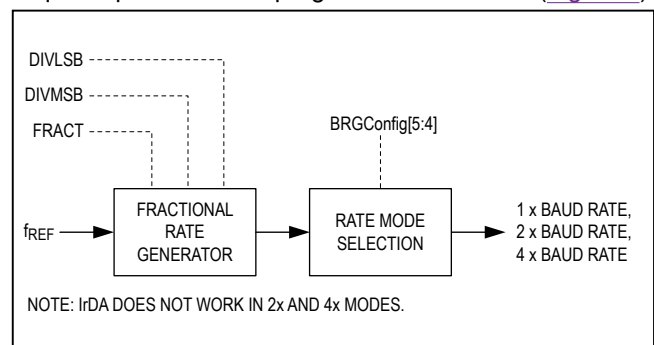 DIVLSB
DIVMSB
FRACT
BRGConfig[5:4]
fREF
FRACTIONAL
RATE
GENERATOR
RATE MODE
SELECTION
1 x BAUD RATE,
2 x BAUD RATE,
4 x BAUD RATE
NOTE: IrDA DOES NOT WORK IN 2x AND 4x MODES.